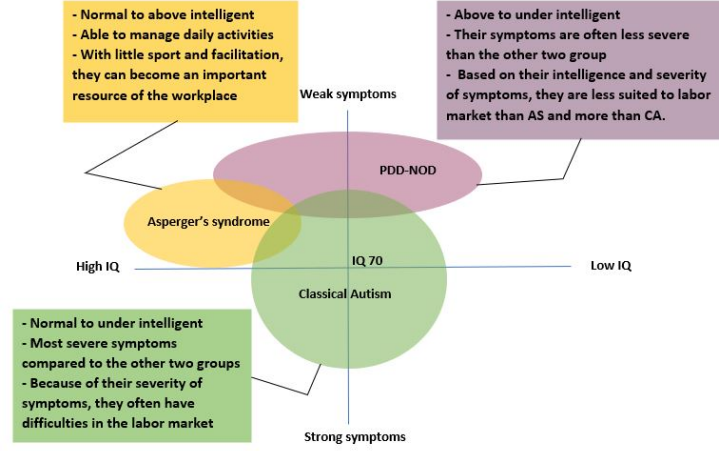 - Normal to above intelligent
- Able to manage daily activities
- With little sport and facilitation,
they can become an important
resource of the workplace
- Above to under intelligent
- Their symptoms are often less severe
than the other two group
- Based on their intelligence and severity
of symptoms, they are less suited to labor
market than AS and more than CA.
Weak symptoms
PDD-NOD
Asperger's syndrome
High IQ
IQ 70
Low IQ
Classical Autism
- Normal to under intelligent
- Most severe symptoms
compared to the other two groups
- Because of their severity of
symptoms, they often have
difficulties in the labor market
Strong symptoms